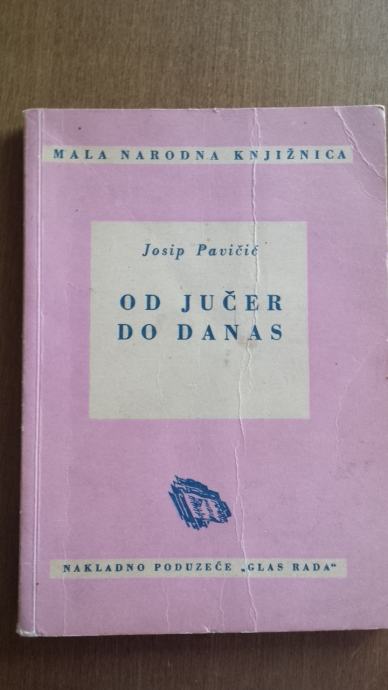 MALA NARODNA KNJIŽNICA
Josip Pavičić
OD JUČER
DO DANAS
NAKLADNO PODUZEĆE „GLAS RADA“